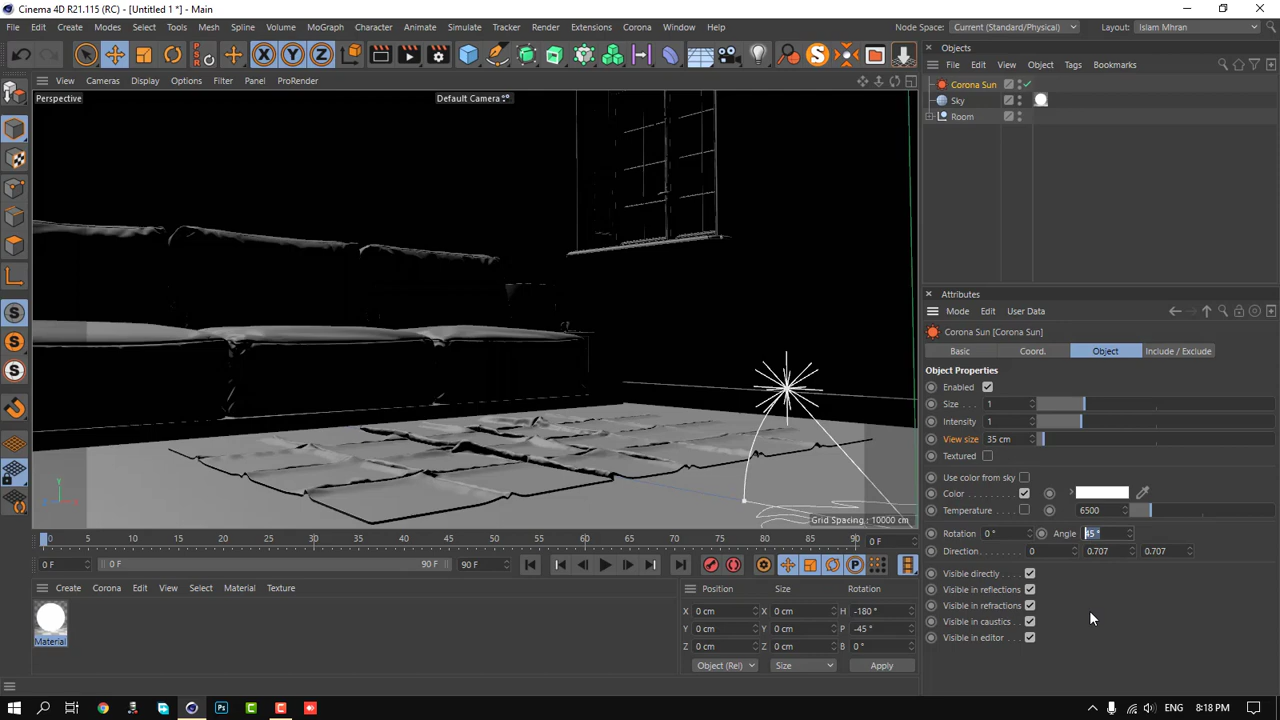 Cinema 4D R21.115 (RC) - [Untitled 1 *] - Main
File Edit Create Modes Select Tools Mesh Spline Volume MoGraph Character Animate Simulate Tracker Render Extensions Corona Window Help
Node Space: Current (Standard/Physical) Layout: Islam Mhran
P S R 0
X Y Z
S
View Cameras Display Options Filter Panel ProRender
Perspective
Default Camera
Y
Grid Spacing : 10000 cm
S
S
S
Objects
File Edit View Object Tags Bookmarks
Corona Sun
Sky
Room
Attributes
Mode Edit User Data
Corona Sun [Corona Sun]
Basic Coord. Object Include / Exclude
Object Properties
Enabled
Size 1
Intensity 1
View size 35 cm
Textured
Use color from sky
Color
Temperature 6500
Rotation 0 ° Angle 45 °
Direction 0 0.707 0.707
Visible directly
Visible in reflections
Visible in refractions
Visible in caustics
Visible in editor
0 5 10 15 20 25 30 35 40 45 50 55 60 65 70 75 80 85 90 0 F
0 F 0 F 90 F 90 F
P
Create Corona Edit View Select Material Texture
Material
Position Size Rotation
X 0 cm X 0 cm H -180 °
Y 0 cm Y 0 cm P -45 °
Z 0 cm Z 0 cm B 0 °
Object (Rel) Size Apply
Ps C C
ENG 8:18 PM